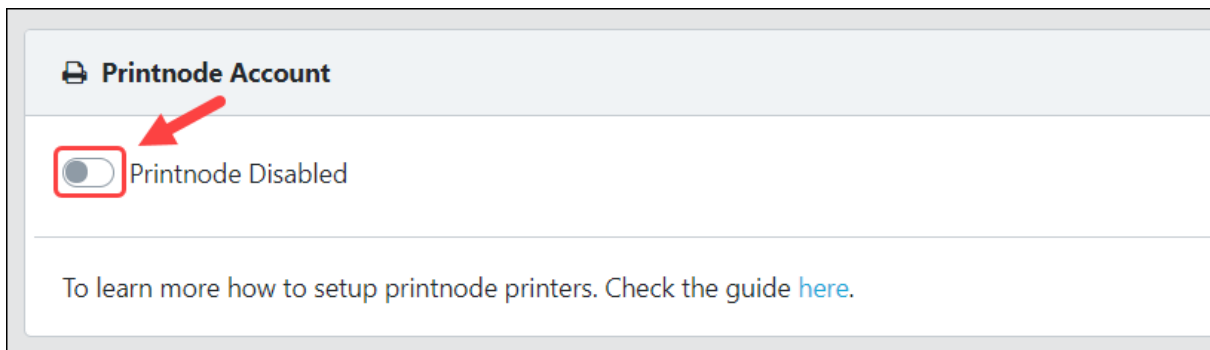 Printnode Account
Printnode Disabled
To learn more how to setup printnode printers. Check the guide here.